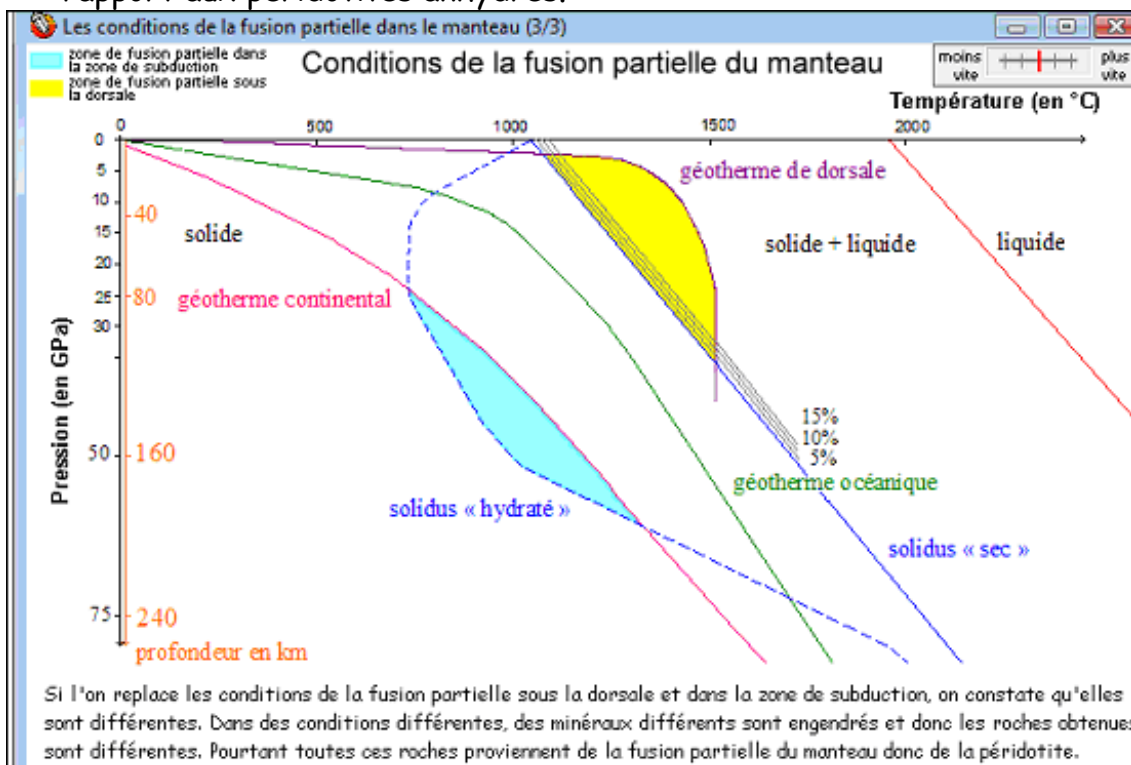 rapport aux péridotites anhydres.
Les conditions de la fusion partielle dans le manteau (3/3)
zone de fusion partielle dans
la zone de subduction
zone de fusion partielle sous
la dorsale
Conditions de la fusion partielle du manteau
moins
vite
plus
vite
Température (en °C)
0 500 1000 1500 2000
0
5
10
15
20
25
30
50
75
Pression (en GPa)
40
80
160
240
profondeur en km
solide
géotherme de dorsale
solide + liquide
liquide
géotherme continental
15%
10%
5%
géotherme océanique
solidus « hydraté »
solidus « sec »
Si l'on replace les conditions de la fusion partielle sous la dorsale et dans la zone de subduction, on constate qu'elles
sont différentes. Dans des conditions différentes, des minéraux différents sont engendrés et donc les roches obtenues
sont différentes. Pourtant toutes ces roches proviennent de la fusion partielle du manteau donc de la péridotite.